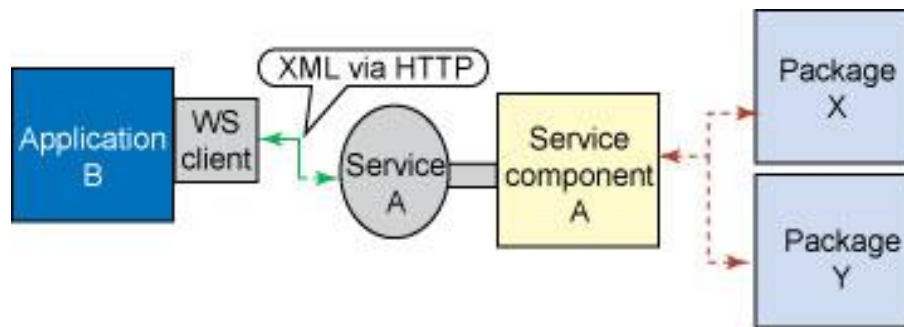 XML via HTTP
Application
B
WS
client
Service
A
Service
component
A
Package
X
Package
Y